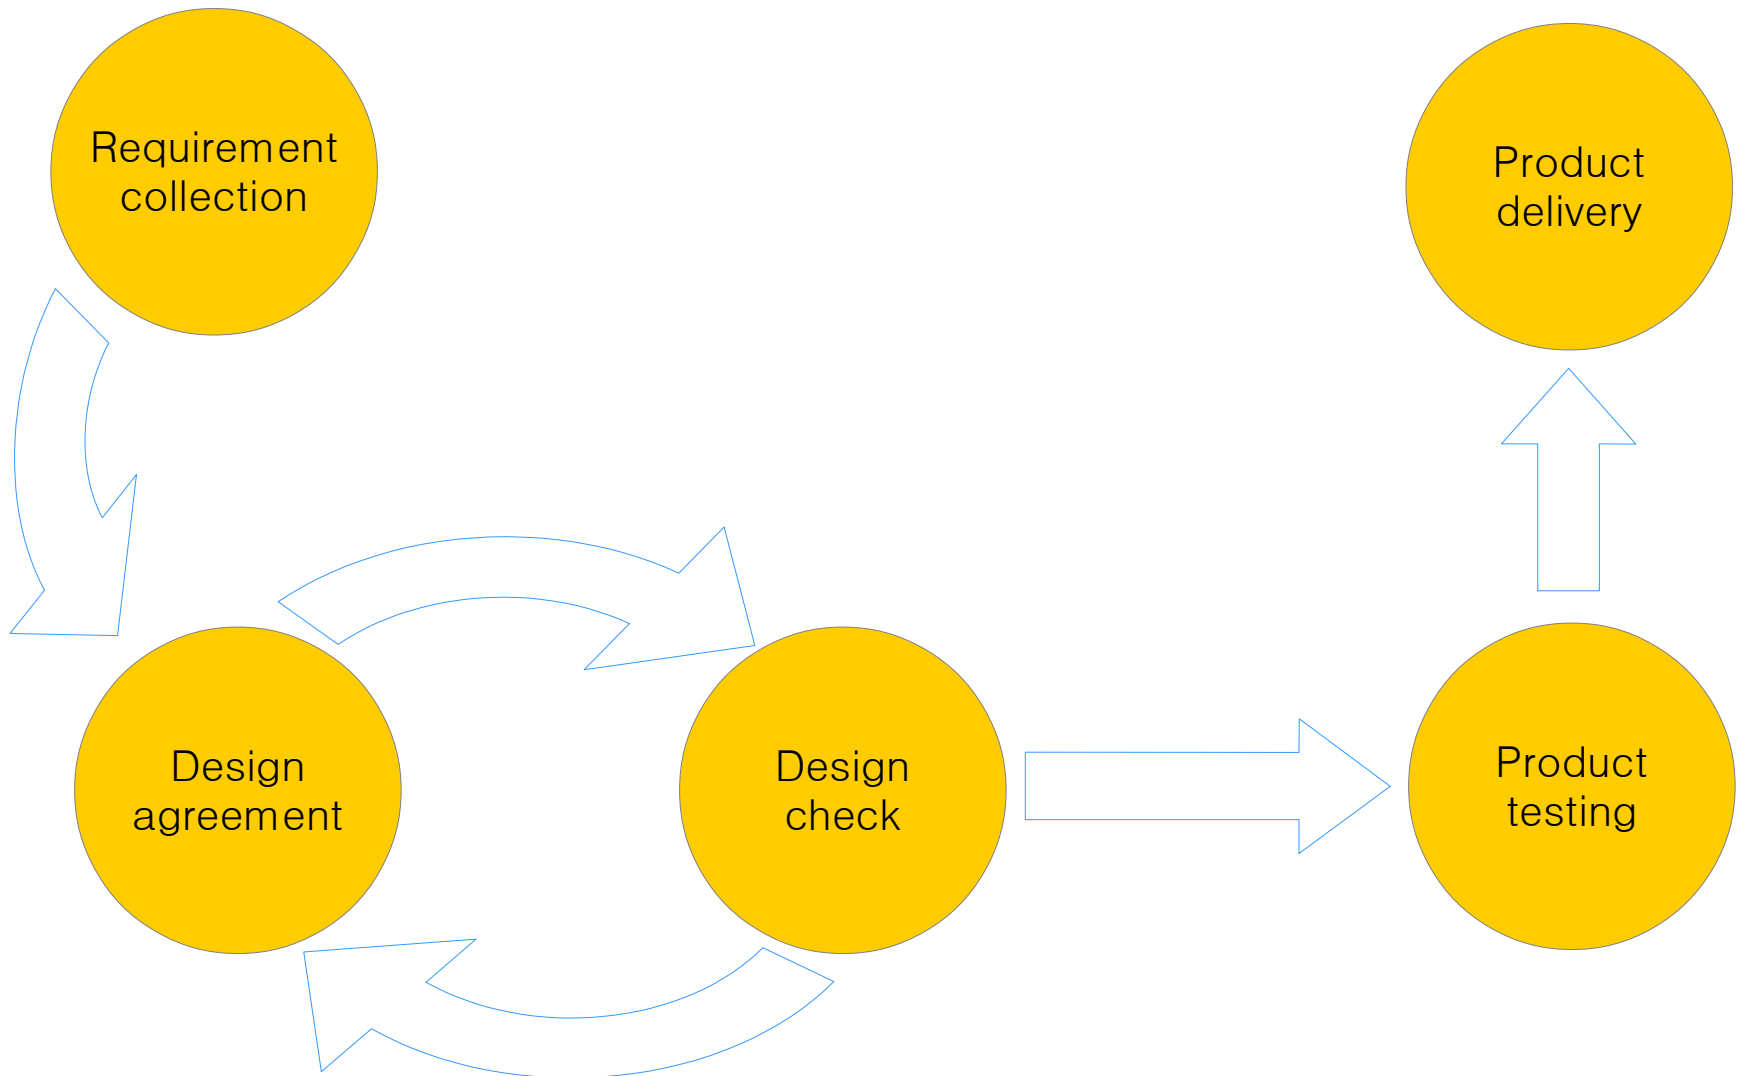 Requirement
collection
Design
agreement
Design
check
Product
testing
Product
delivery